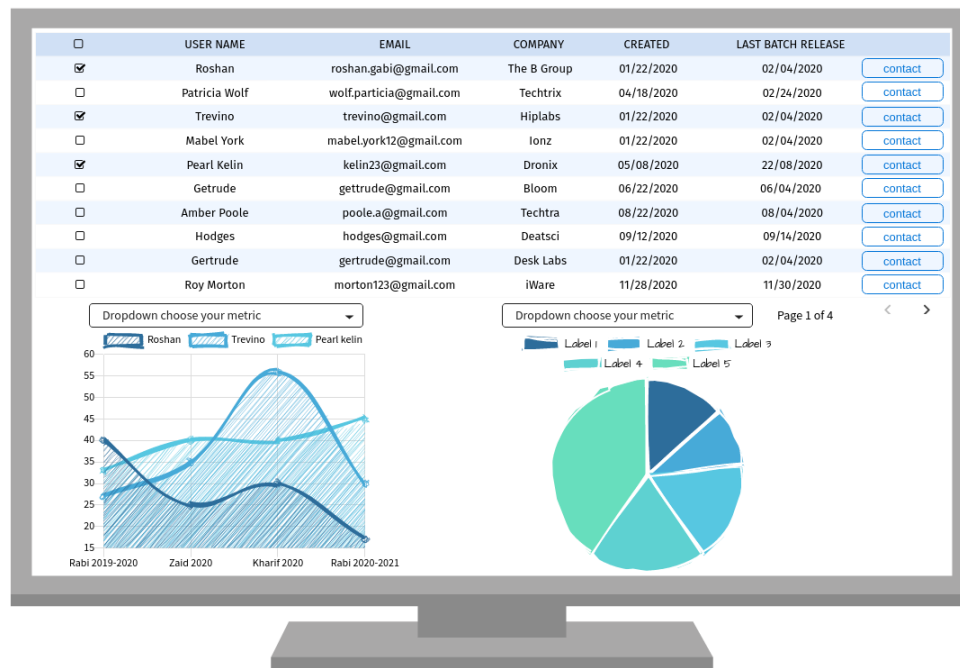 USER NAME EMAIL COMPANY CREATED LAST BATCH RELEASE
Roshan roshan.gabi@gmail.com The B Group 01/22/2020 02/04/2020 contact
Patricia Wolf wolf.particia@gmail.com Techtrix 04/18/2020 02/24/2020 contact
Trevino trevino@gmail.com Hiplabs 01/22/2020 02/04/2020 contact
Mabel York mabel.york12@gmail.com Ionz 01/22/2020 02/04/2020 contact
Pearl Kelin kelin23@gmail.com Dronix 05/08/2020 22/08/2020 contact
Getrude gettrude@gmail.com Bloom 06/22/2020 06/04/2020 contact
Amber Poole poole.a@gmail.com Techtra 08/22/2020 08/04/2020 contact
Hodges hodges@gmail.com Deatsci 09/12/2020 09/14/2020 contact
Gertrude gertrude@gmail.com Desk Labs 01/22/2020 02/04/2020 contact
Roy Morton morton123@gmail.com iWare 11/28/2020 11/30/2020 contact
Dropdown choose your metric
Dropdown choose your metric
Page 1 of 4
Roshan Trevino Pearl kelin
60
55
50
45
40
35
30
25
20
15
Rabi 2019-2020 Zaid 2020 Kharif 2020 Rabi 2020-2021
Label 1 Label 2 Label 3
Label 4 Label 5